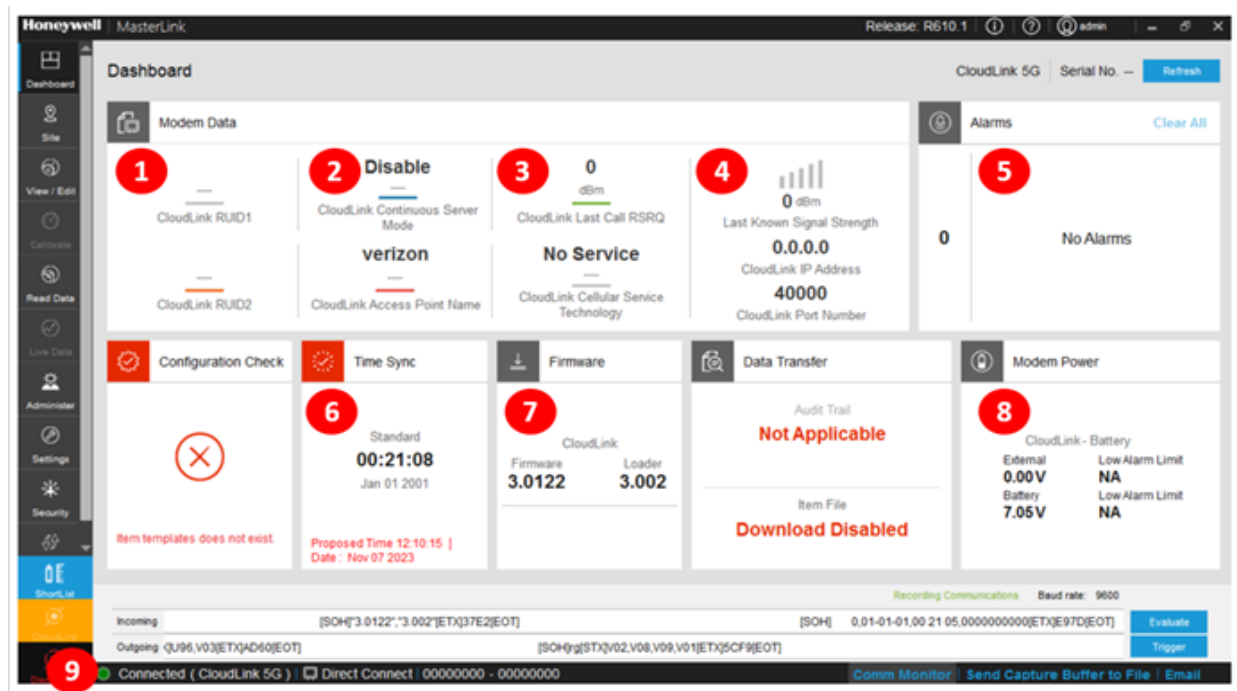 Honeywell | MasterLink
Release: R610.1
admin
Dashboard
Site
View / Edit
Calibrate
Read Data
Live Data
Administer
Settings
Security
ShortList
CloudLink
Dashboard
CloudLink 5G
Serial No. --
Refresh
Modem Data
1
---
CloudLink RUID1
---
CloudLink RUID2
2
Disable
---
CloudLink Continuous Server
Mode
verizon
---
CloudLink Access Point Name
3
0
dBm
CloudLink Last Call RSRQ
No Service
---
CloudLink Cellular Service
Technology
4
0 dBm
Last Known Signal Strength
0.0.0.0
CloudLink IP Address
40000
CloudLink Port Number
Alarms
Clear All
5
0
No Alarms
Configuration Check
Item templates does not exist.
Time Sync
6
Standard
00:21:08
Jan 01 2001
Proposed Time 12:10:15 |
Date : Nov 07 2023
Firmware
7
CloudLink
Firmware Loader
3.0122 3.002
Data Transfer
Audit Trail
Not Applicable
Item File
Download Disabled
Modem Power
8
CloudLink - Battery
External Low Alarm Limit
0.00 V NA
Battery Low Alarm Limit
7.05 V NA
Recording Communications Baud rate: 9600
Incoming [SOH]"3.0122","3.002"[ETX]37E2[EOT] [SOH] 0,01-01-01,00 21 05,0000000000[ETX]E97D[EOT] Evaluate
Outgoing U96,V03[ETX]AD60[EOT] [SOH]rg[STX]V02,V08,V09,V01[ETX]5CF9[EOT] Trigger
9
Connected ( CloudLink 5G ) | Direct Connect | 00000000 - 00000000
Comm Monitor | Send Capture Buffer to File | Email